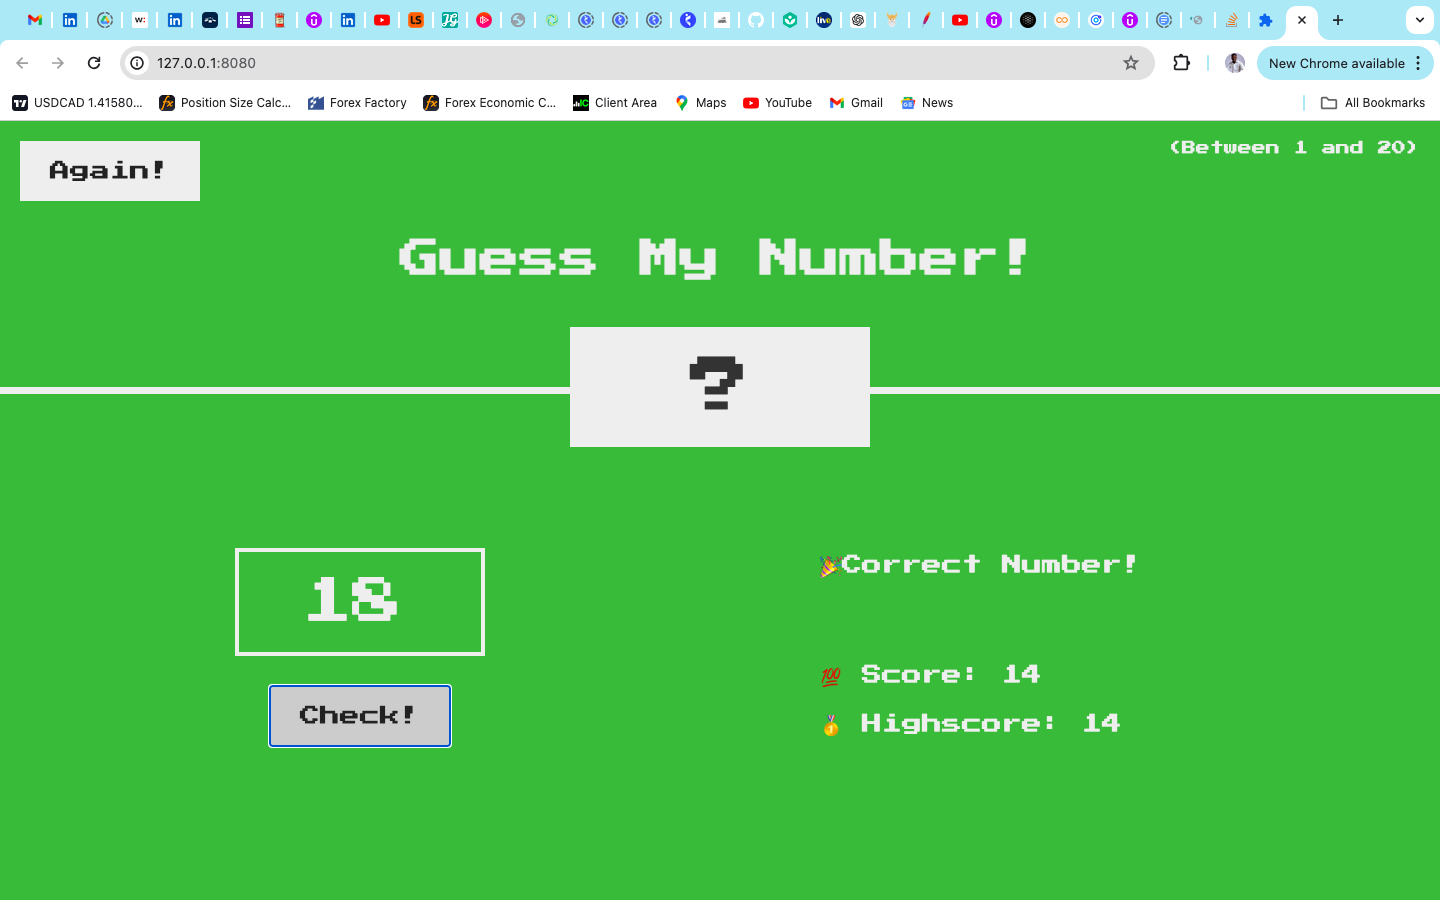 127.0.0.1:8080
New Chrome available
USDCAD 1.41580...
Position Size Calc...
Forex Factory
Forex Economic C...
Client Area
Maps
YouTube
Gmail
News
All Bookmarks
Again!
(Between 1 and 20)
Guess My Number!
?
18
🎉Correct Number!
Check!
💯 Score: 14
🥇 Highscore: 14